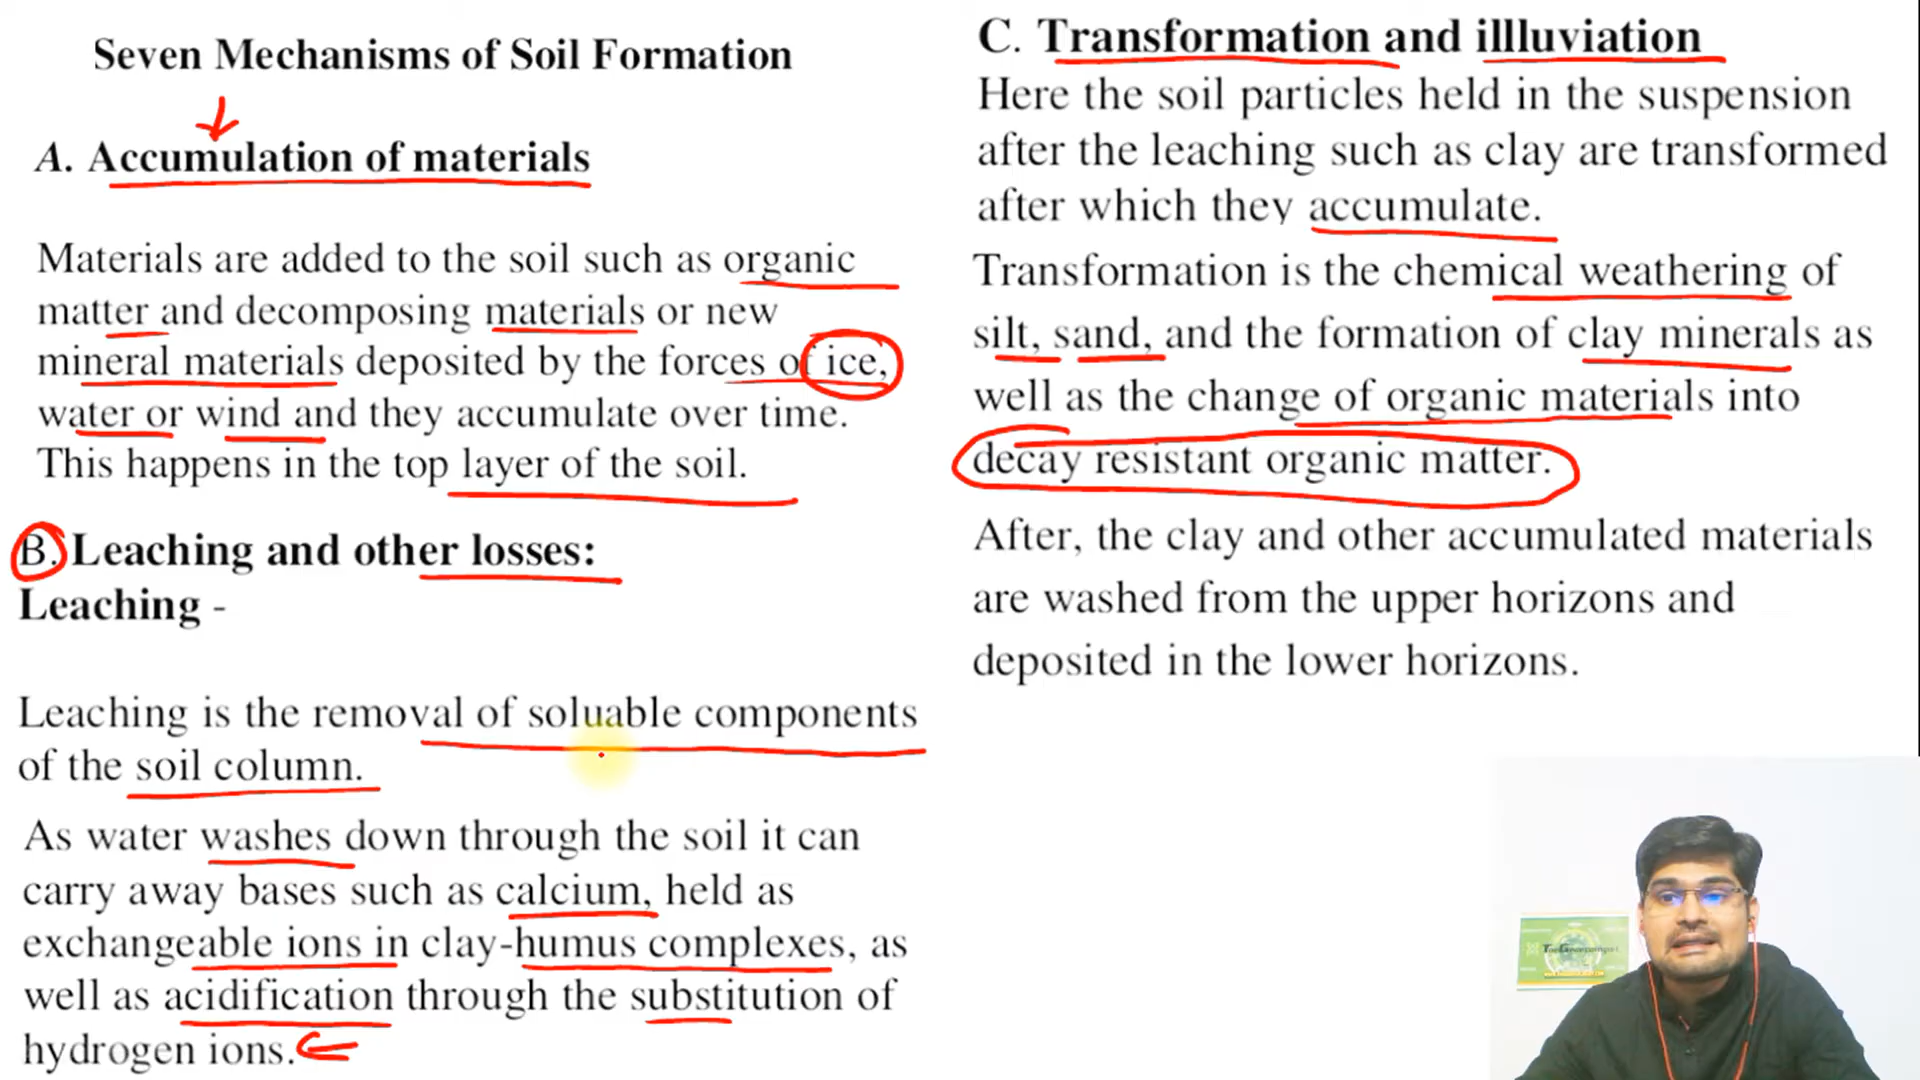 Seven Mechanisms of Soil Formation
A. Accumulation of materials
Materials are added to the soil such as organic
matter and decomposing materials or new
mineral materials deposited by the forces of ice,
water or wind and they accumulate over time.
This happens in the top layer of the soil.
B. Leaching and other losses:
Leaching -
Leaching is the removal of soluable components
of the soil column.
As water washes down through the soil it can
carry away bases such as calcium, held as
exchangeable ions in clay-humus complexes, as
well as acidification through the substitution of
hydrogen ions.
C. Transformation and illluviation
Here the soil particles held in the suspension
after the leaching such as clay are transformed
after which they accumulate.
Transformation is the chemical weathering of
silt, sand, and the formation of clay minerals as
well as the change of organic materials into
decay resistant organic matter.
After, the clay and other accumulated materials
are washed from the upper horizons and
deposited in the lower horizons.